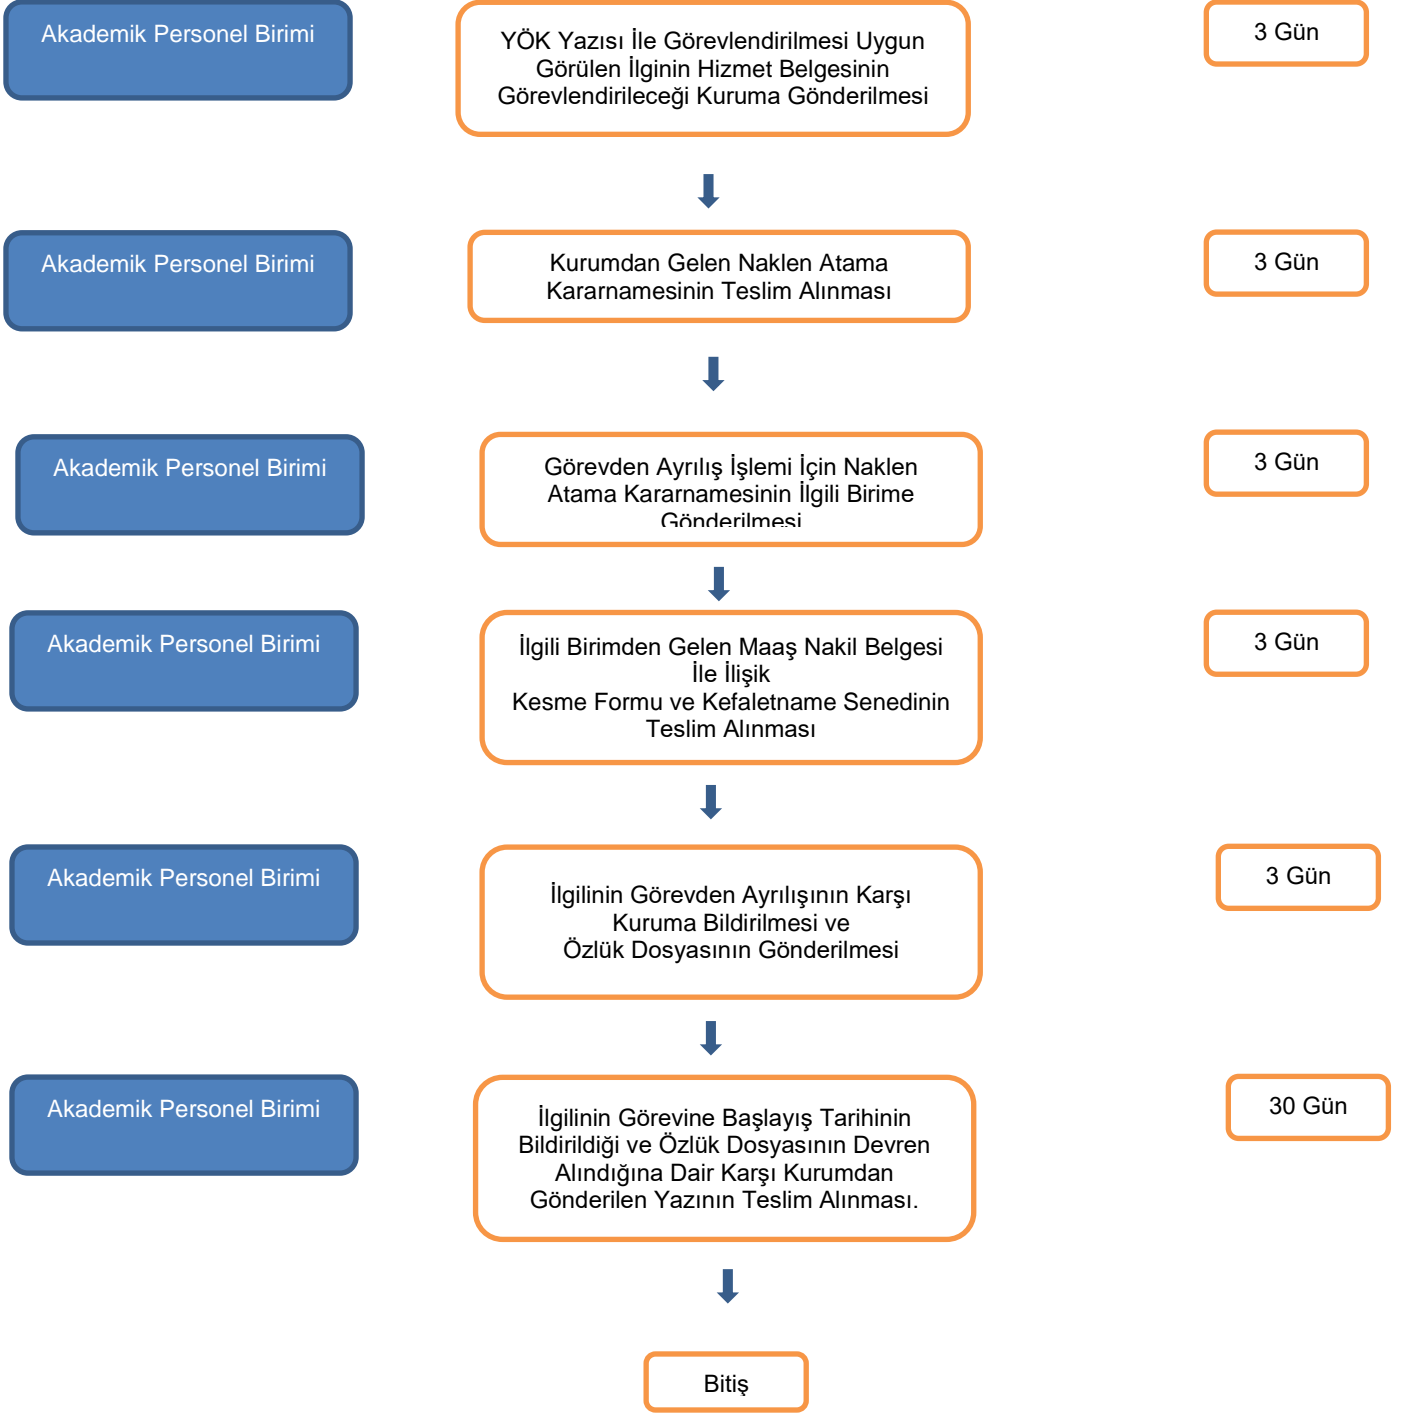 Akademik Personel Birimi
YÖK Yazısı İle Görevlendirilmesi Uygun
Görülen İlginin Hizmet Belgesinin
Görevlendirileceği Kuruma Gönderilmesi
3 Gün
Akademik Personel Birimi
Kurumdan Gelen Naklen Atama
Kararnamesinin Teslim Alınması
3 Gün
Akademik Personel Birimi
Görevden Ayrılış İşlemi İçin Naklen
Atama Kararnamesinin İlgili Birime
Gönderilmesi
3 Gün
Akademik Personel Birimi
İlgili Birimden Gelen Maaş Nakil Belgesi
İle İlişik
Kesme Formu ve Kefaletname Senedinin
Teslim Alınması
3 Gün
Akademik Personel Birimi
İlgilinin Görevden Ayrılışının Karşı
Kuruma Bildirilmesi ve
Özlük Dosyasının Gönderilmesi
3 Gün
Akademik Personel Birimi
İlgilinin Görevine Başlayış Tarihinin
Bildirildiği ve Özlük Dosyasının Devren
Alındığına Dair Karşı Kurumdan
Gönderilen Yazının Teslim Alınması.
30 Gün
Bitiş